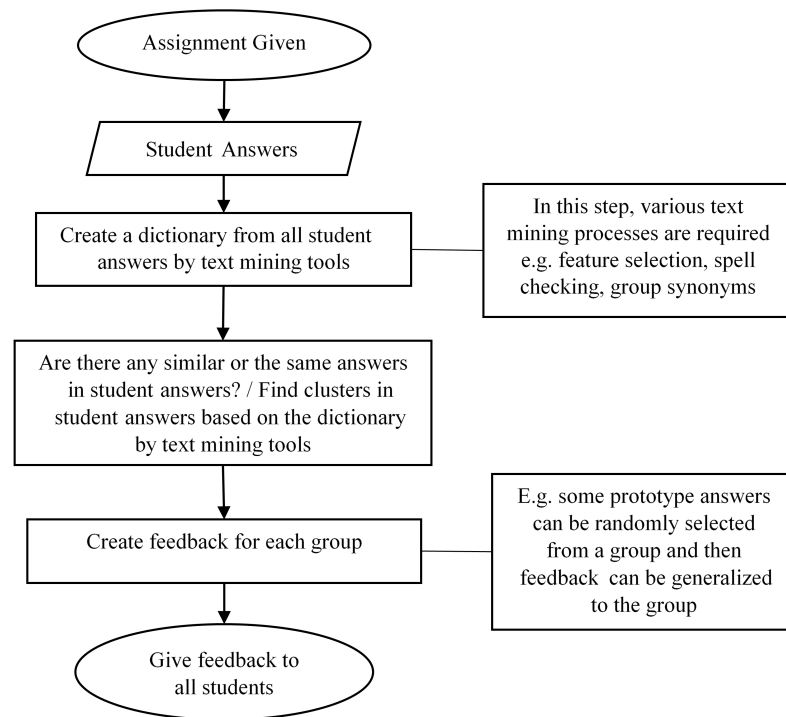 Assignment Given
Student Answers
Create a dictionary from all student
answers by text mining tools
In this step, various text
mining processes are required
e.g. feature selection, spell
checking, group synonyms
Are there any similar or the same answers
in student answers? / Find clusters in
student answers based on the dictionary
by text mining tools
Create feedback for each group
E.g. some prototype answers
can be randomly selected
from a group and then
feedback can be generalized
to the group
Give feedback to
all students